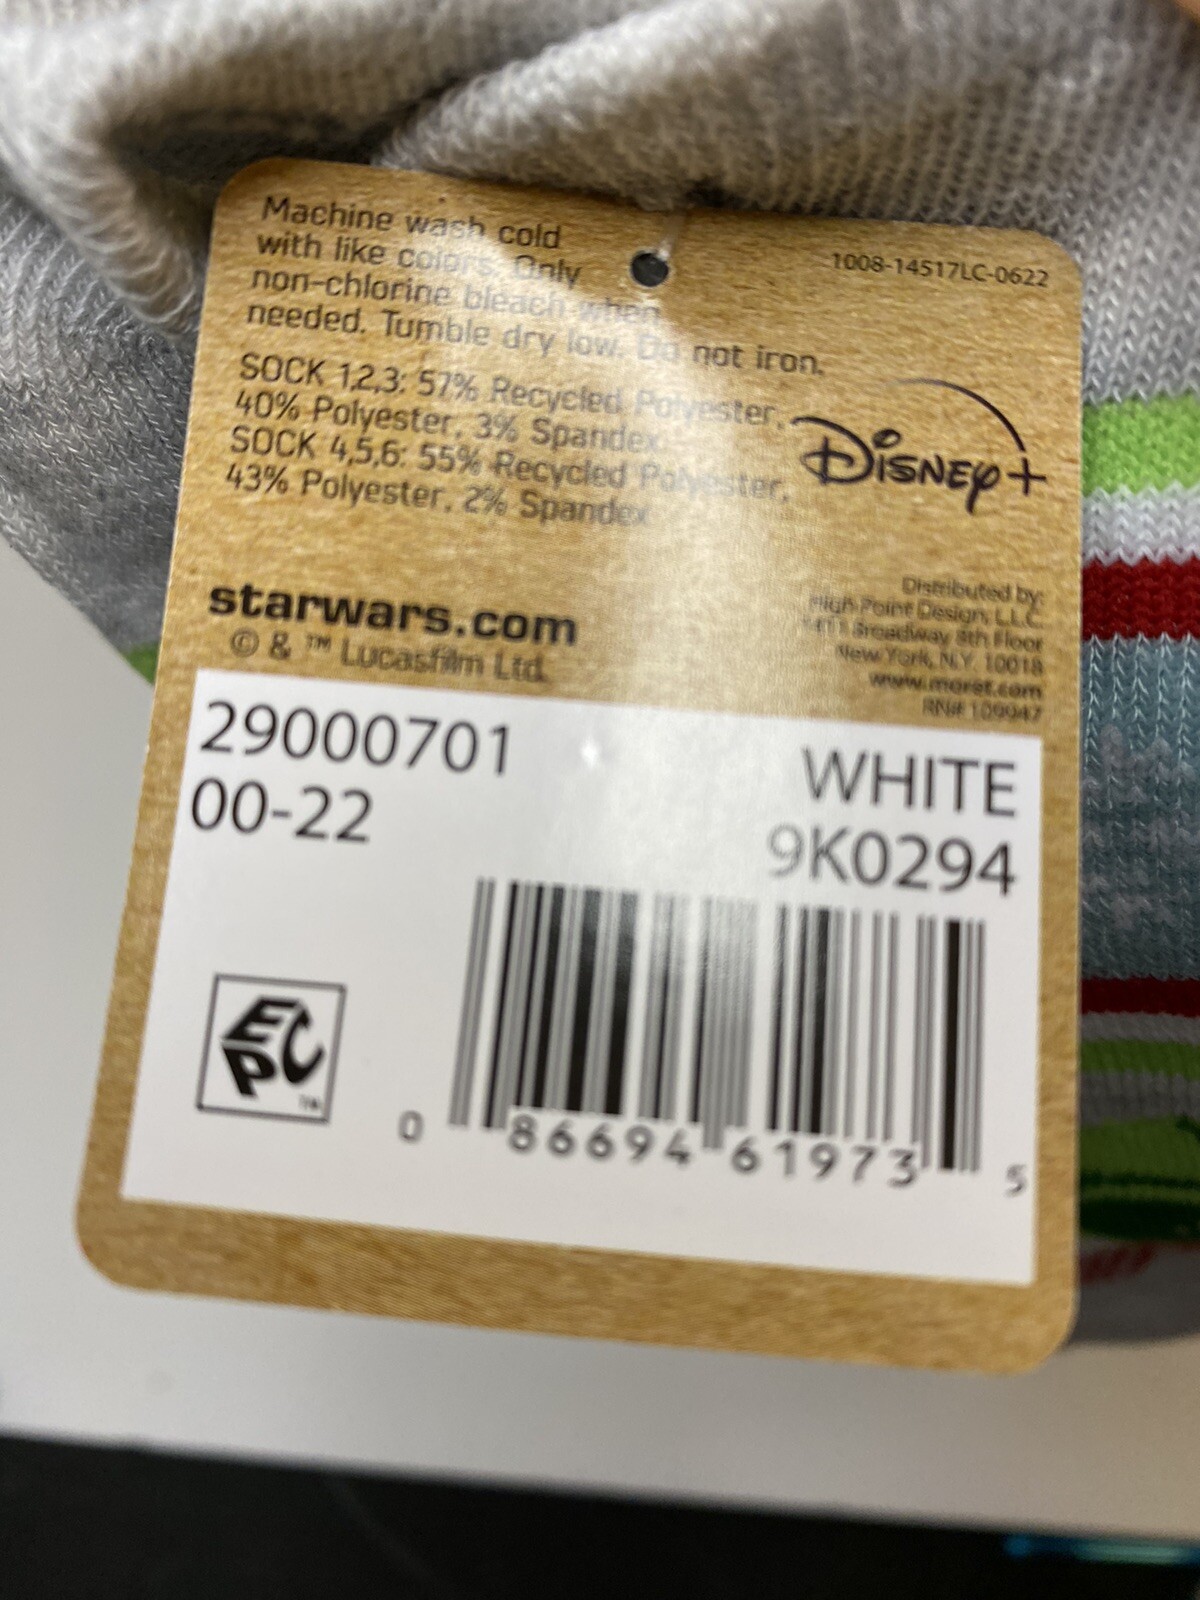 Machine wash cold
with like colors. Only
non-chlorine bleach when
needed. Tumble dry low. Do not iron.
1008-14517LC-0622
SOCK 1,2,3: 57% Recycled Polyester,
40% Polyester, 3% Spandex
SOCK 4,5,6: 55% Recycled Polyester,
43% Polyester, 2% Spandex
Disney+
starwars.com
© & ™ Lucasfilm Ltd.
Distributed by:
High Point Design, L.L.C.
1411 Broadway 8th Floor
New York, N.Y. 10018
www.moret.com
RN# 109947
29000701
00-22
WHITE
9K0294
EPC™
0 86694 61973 5